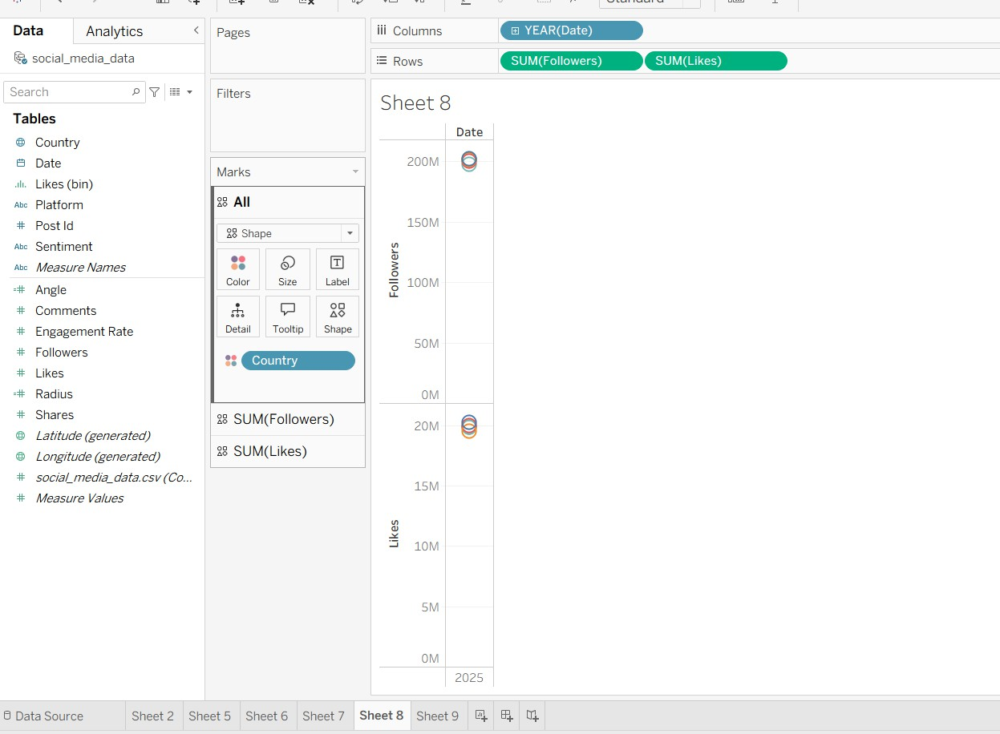 Standard
Data
Analytics
social_media_data
Search
Tables
Country
Date
Likes (bin)
Abc Platform
Post Id
Abc Sentiment
Abc Measure Names
Angle
Comments
Engagement Rate
Followers
Likes
Radius
Shares
Latitude (generated)
Longitude (generated)
social_media_data.csv (Co...
Measure Values
Pages
Filters
Marks
All
Shape
Color Size Label
Detail Tooltip Shape
Country
SUM(Followers)
SUM(Likes)
Columns YEAR(Date)
Rows SUM(Followers) SUM(Likes)
Sheet 8
Date
Followers
200M
150M
100M
50M
0M
Likes
20M
15M
10M
5M
0M
2025
Data Source Sheet 2 Sheet 5 Sheet 6 Sheet 7 Sheet 8 Sheet 9